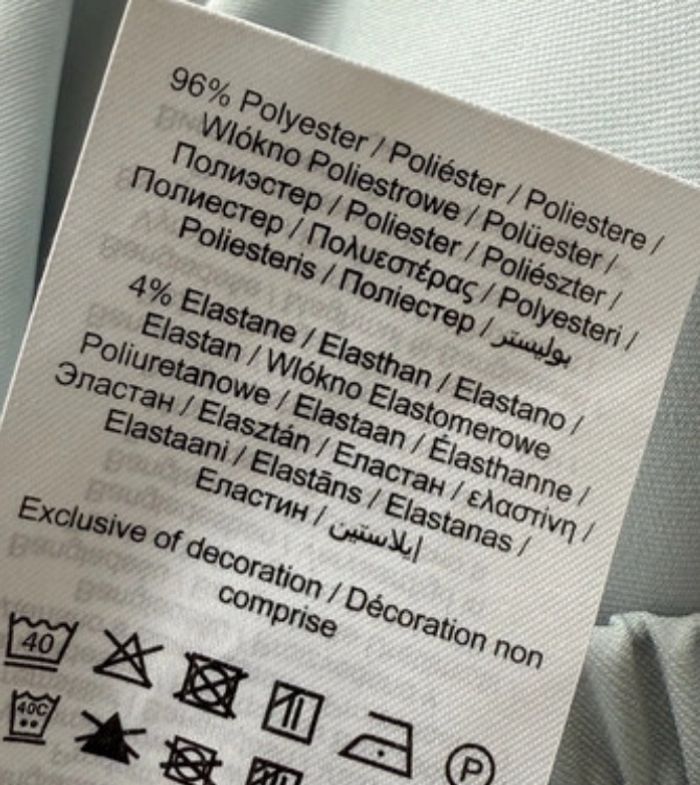 96% Polyester / Poliéster / Poliestere /
Wlókno Poliestrowe / Polüester /
Полиэстер / Poliester / Poliészter /
Полиестер / Πολυεστέρας / Polyesteri /
Poliesteris / Поліестер / بوليستر
4% Elastane / Elasthan / Elastano /
Elastan / Wlókno Elastomerowe
Poliuretanowe / Elastaan / Élasthanne /
Эластан / Elasztán / Еластан / ελαστίνη /
Elastaani / Elastāns / Elastanas /
Еластин / إيلاستين
Exclusive of decoration / Décoration non
comprise
40
P
40C